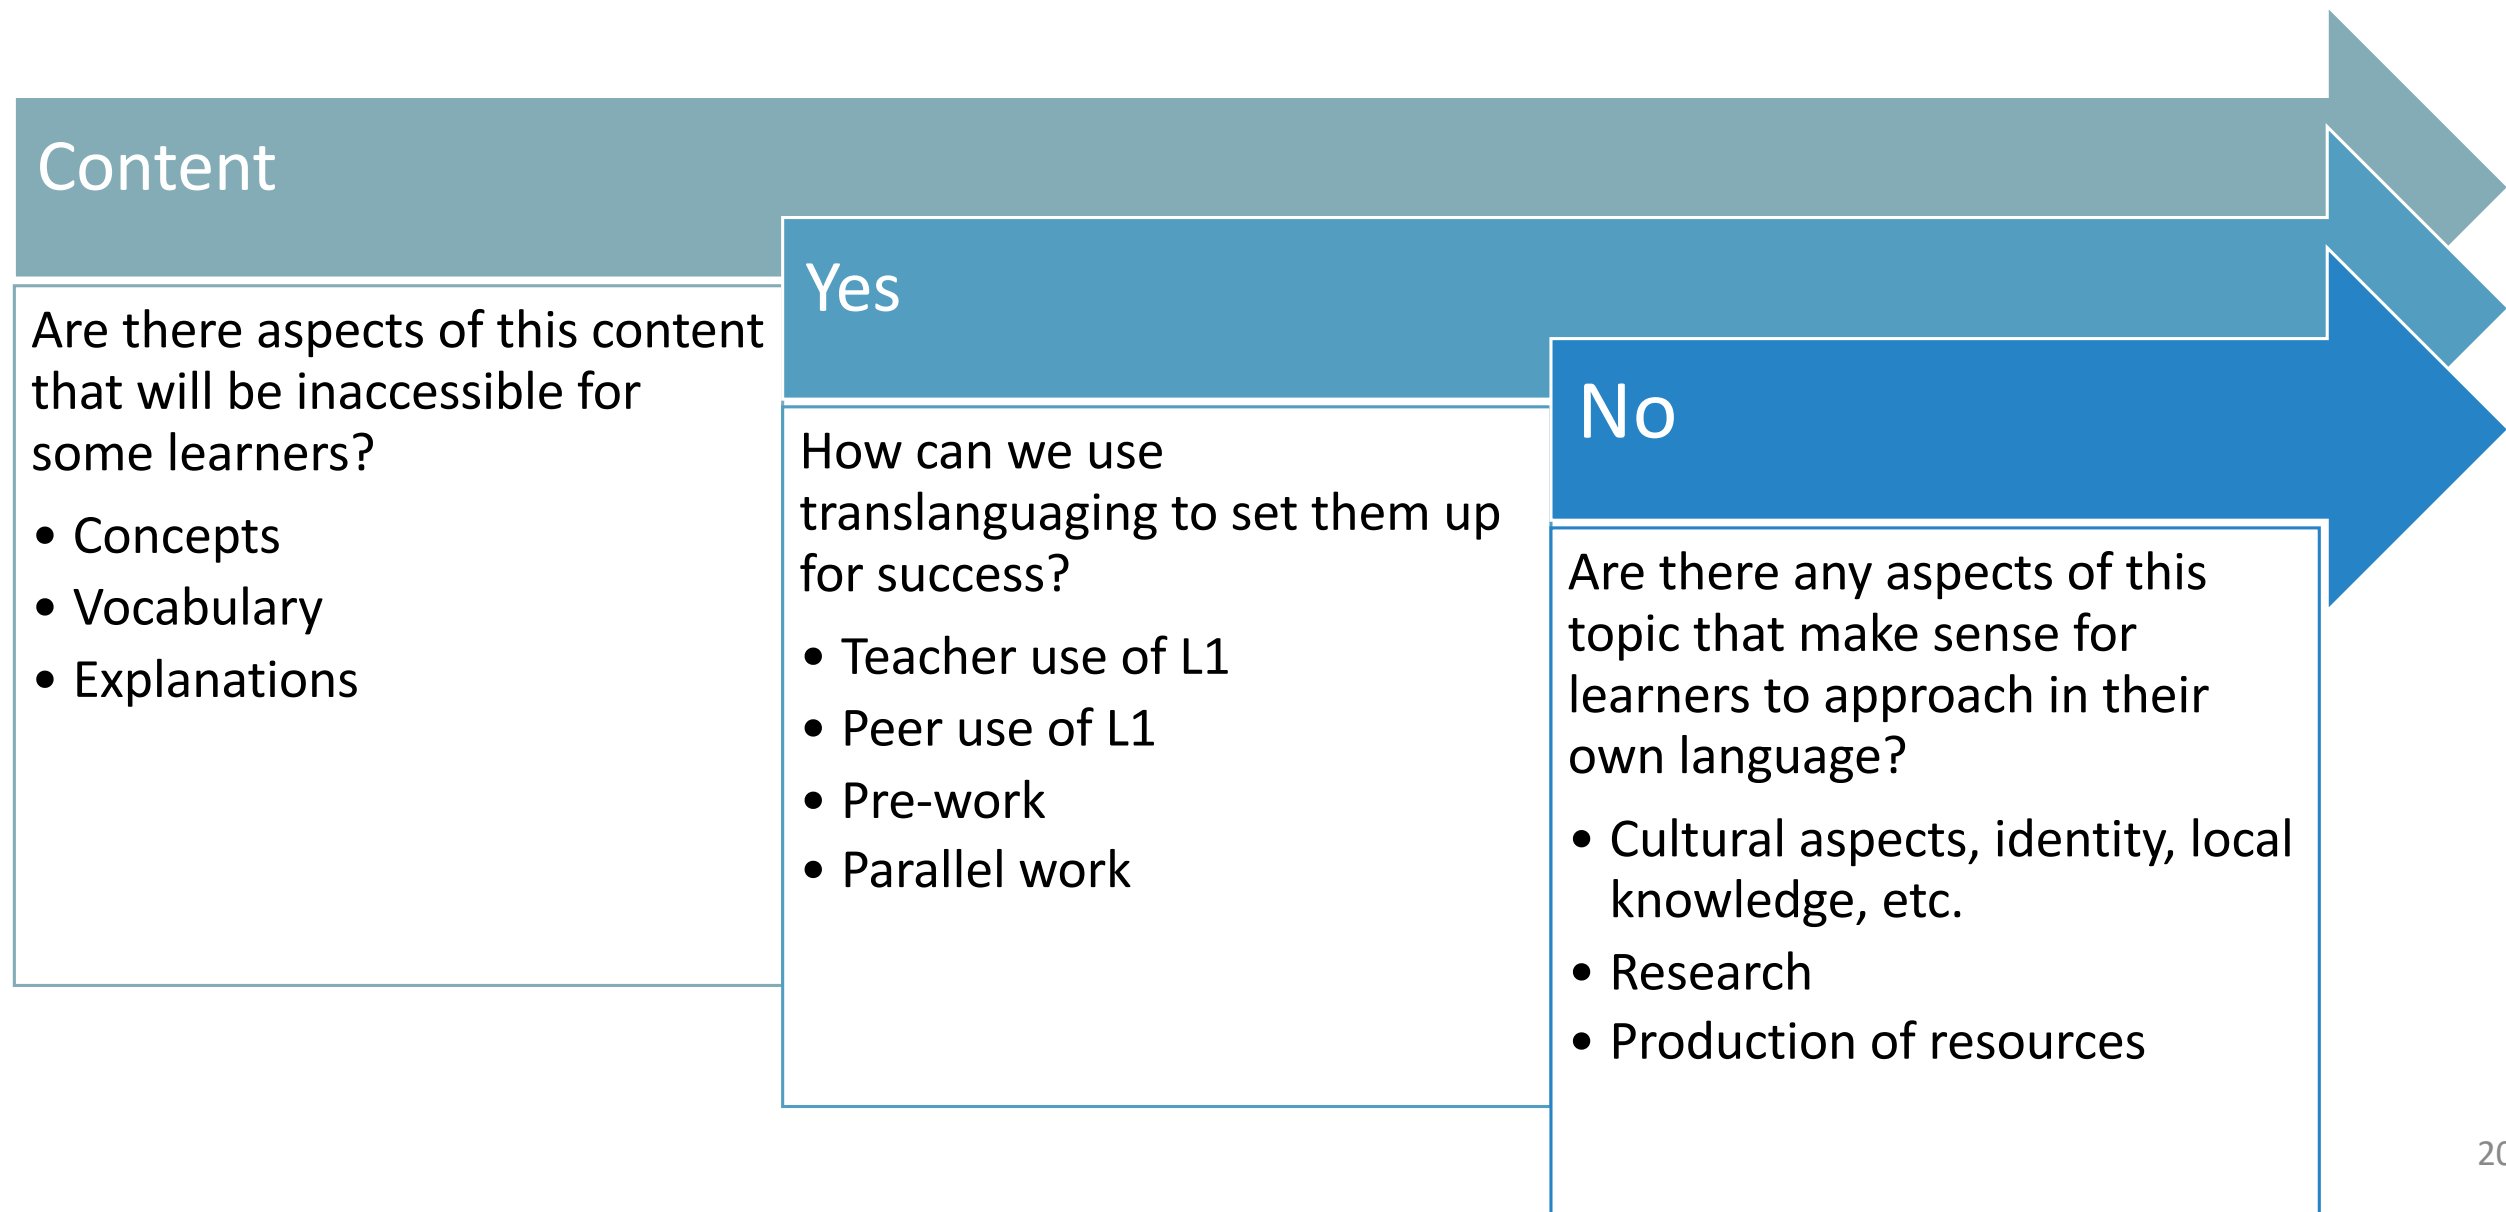 Content
Are there aspects of this content
that will be inaccessible for
some learners?
• Concepts
• Vocabulary
• Explanations
Yes
How can we use
translanguaging to set them up
for success?
• Teacher use of L1
• Peer use of L1
• Pre-work
• Parallel work
No
Are there any aspects of this
topic that make sense for
learners to approach in their
own language?
• Cultural aspects, identity, local
knowledge, etc.
• Research
• Production of resources
20